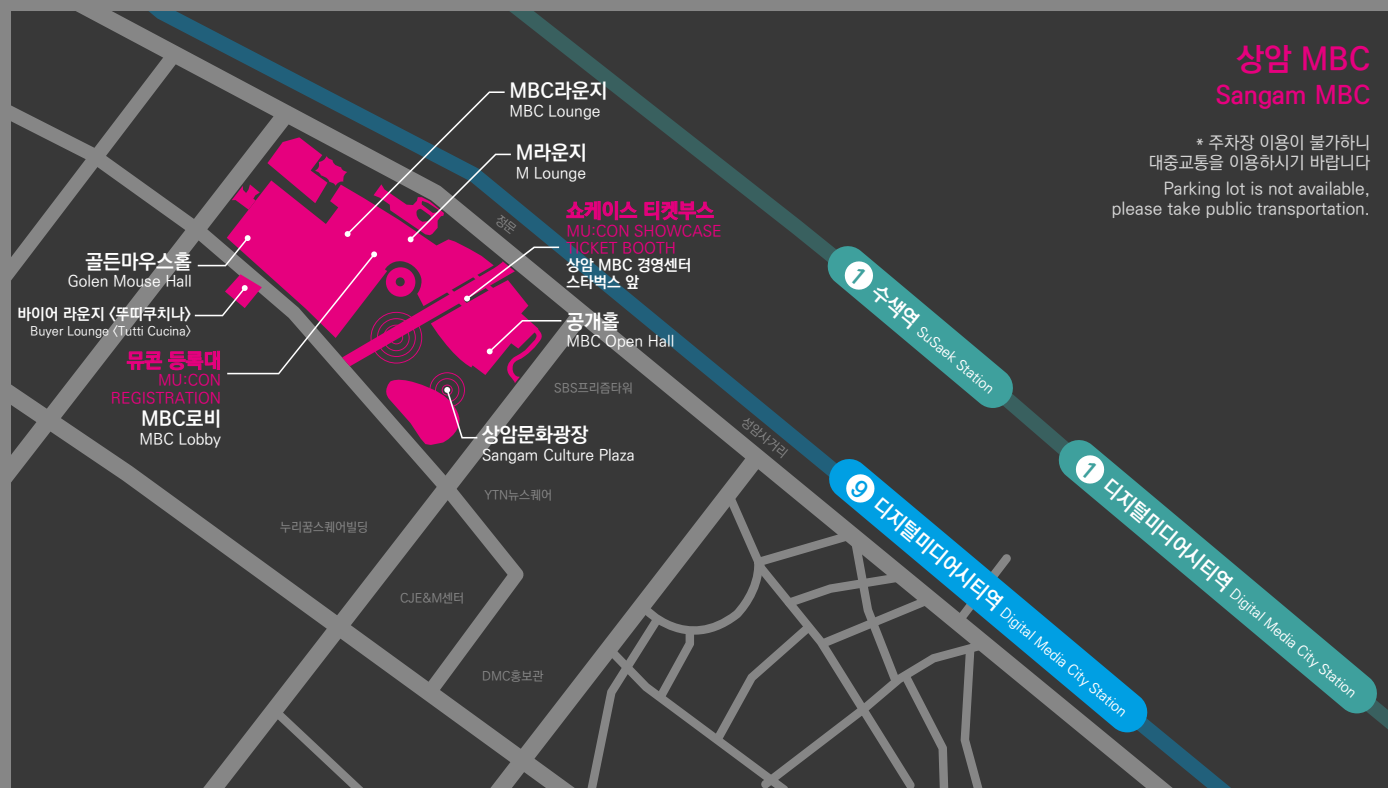 상암 MBC
Sangam MBC
* 주차장 이용이 불가하니
대중교통을 이용하시기 바랍니다
Parking lot is not available,
please take public transportation.
MBC라운지
MBC Lounge
M라운지
M Lounge
정문
쇼케이스 티켓부스
MU:CON SHOWCASE
TICKET BOOTH
상암 MBC 경영센터
스타벅스 앞
골든마우스홀
Golen Mouse Hall
바이어 라운지 〈뚜띠쿠치나〉
Buyer Lounge 〈Tutti Cucina〉
공개홀
MBC Open Hall
뮤콘 등록대
MU:CON
REGISTRATION
MBC로비
MBC Lobby
SBS프리즘타워
상암문화광장
Sangam Culture Plaza
성암사거리
YTN뉴스퀘어
누리꿈스퀘어빌딩
CJE&M센터
DMC홍보관
1 수색역 SuSaek Station
1 디지털미디어시티역 Digital Media City Station
9 디지털미디어시티역 Digital Media City Station